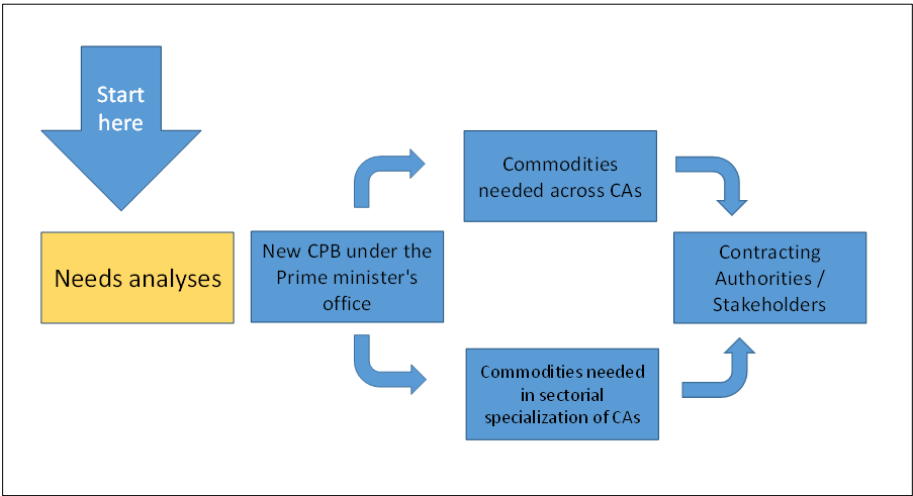 Start
here
Needs analyses
New CPB under the
Prime minister's
office
Commodities
needed across CAs
Commodities needed
in sectorial
specialization of CAs
Contracting
Authorities /
Stakeholders